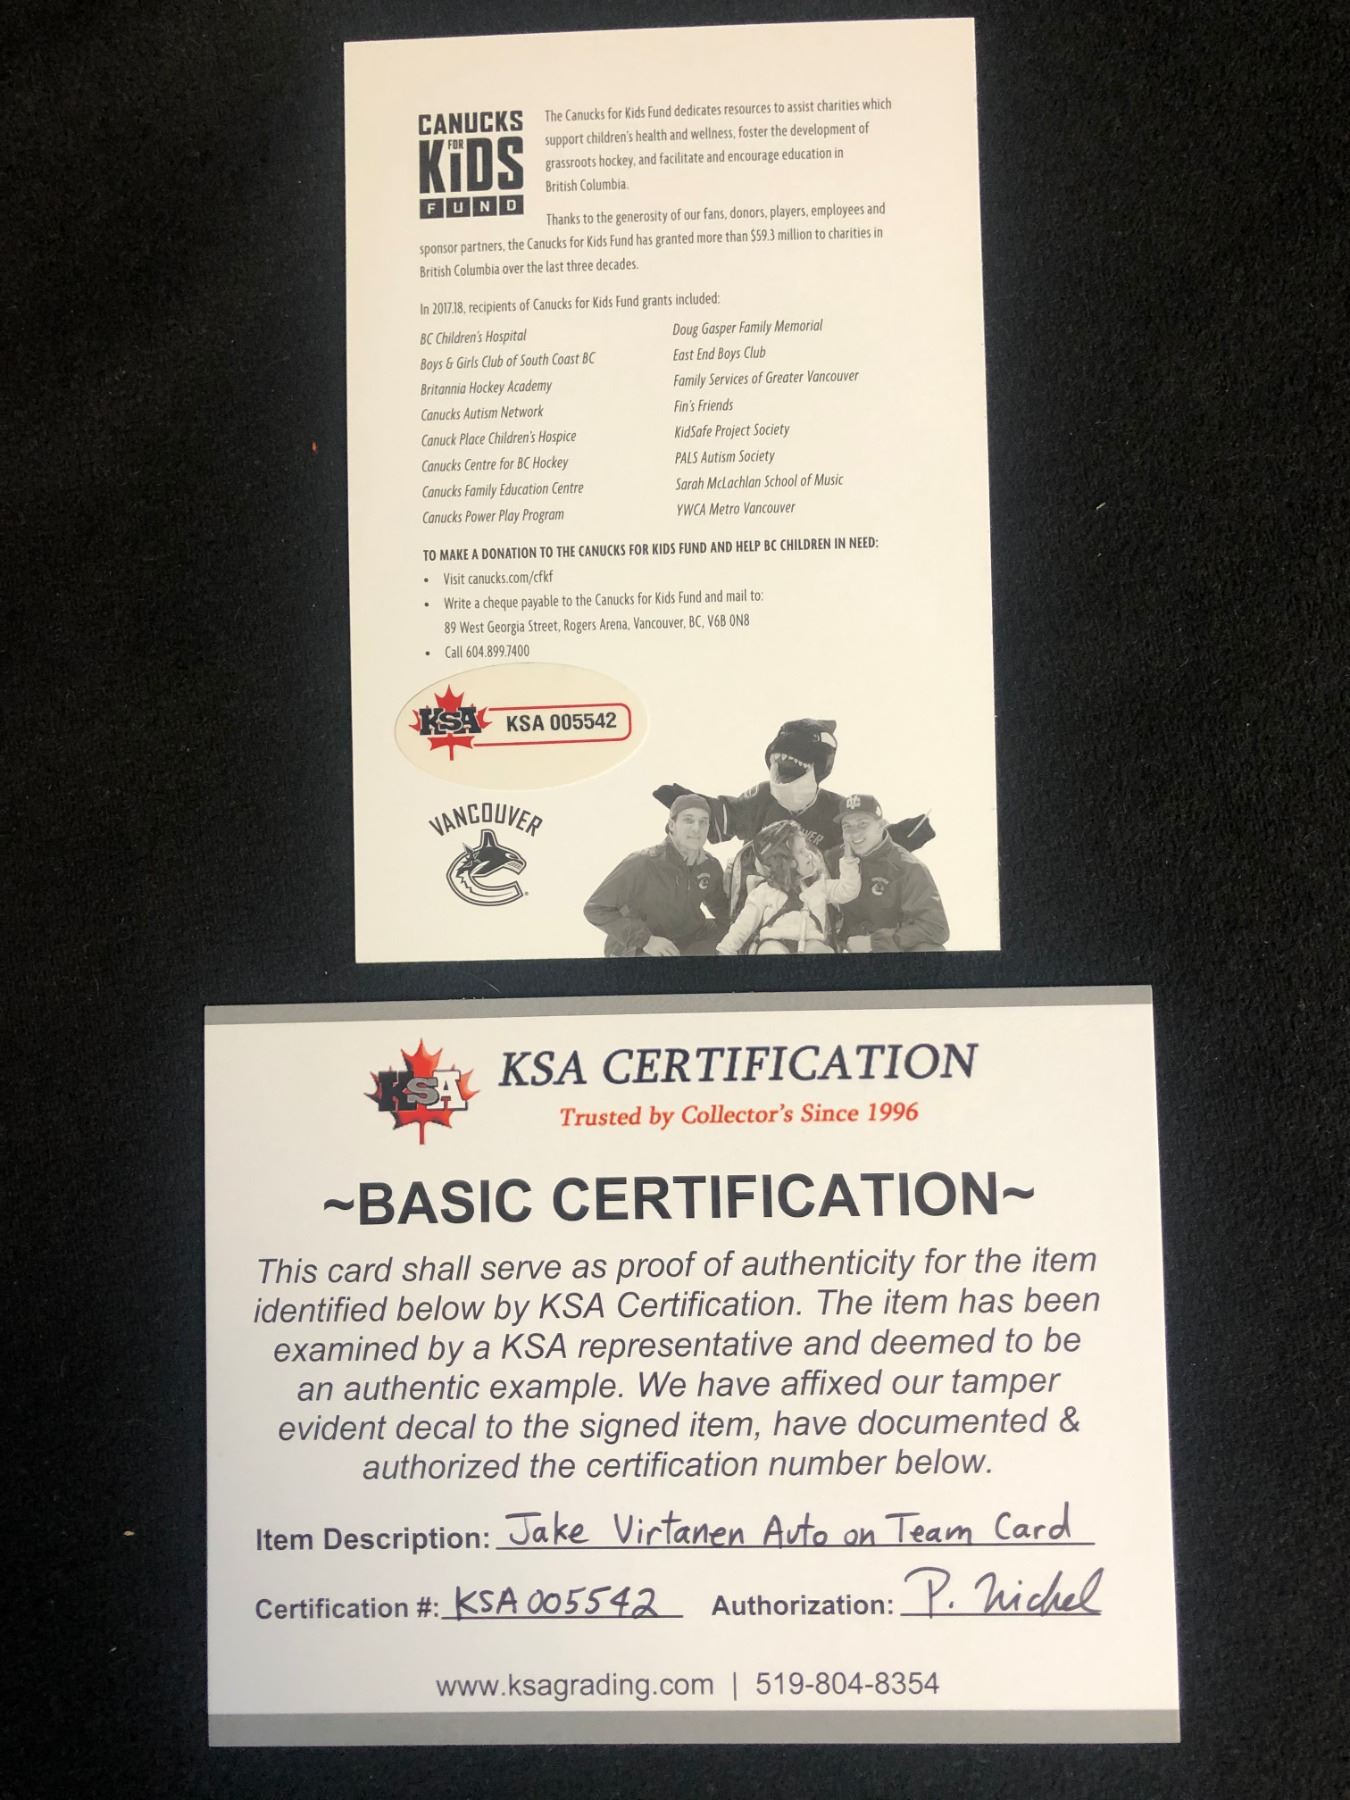 CANUCKS
FOR
KiDS
FUND
The Canucks for Kids Fund dedicates resources to assist charities which
support children's health and wellness, foster the development of
grassroots hockey, and facilitate and encourage education in
British Columbia.
Thanks to the generosity of our fans, donors, players, employees and
sponsor partners, the Canucks for Kids Fund has granted more than $59.3 million to charities in
British Columbia over the last three decades.
In 2017.18, recipients of Canucks for Kids Fund grants included:
BC Children's Hospital
Boys & Girls Club of South Coast BC
Britannia Hockey Academy
Canucks Autism Network
Canuck Place Children's Hospice
Canucks Centre for BC Hockey
Canucks Family Education Centre
Canucks Power Play Program
Doug Gasper Family Memorial
East End Boys Club
Family Services of Greater Vancouver
Fin's Friends
KidSafe Project Society
PALS Autism Society
Sarah McLachlan School of Music
YWCA Metro Vancouver
TO MAKE A DONATION TO THE CANUCKS FOR KIDS FUND AND HELP BC CHILDREN IN NEED:
• Visit canucks.com/cfkf
• Write a cheque payable to the Canucks for Kids Fund and mail to:
89 West Georgia Street, Rogers Arena, Vancouver, BC, V6B 0N8
• Call 604.899.7400
KSA KSA 005542
VANCOUVER
KSA
KSA CERTIFICATION
Trusted by Collector's Since 1996
~BASIC CERTIFICATION~
This card shall serve as proof of authenticity for the item
identified below by KSA Certification. The item has been
examined by a KSA representative and deemed to be
an authentic example. We have affixed our tamper
evident decal to the signed item, have documented &
authorized the certification number below.
Item Description: Jake Virtanen Auto on Team Card
Certification #: KSA 005542 Authorization: P. Nichel
www.ksagrading.com | 519-804-8354